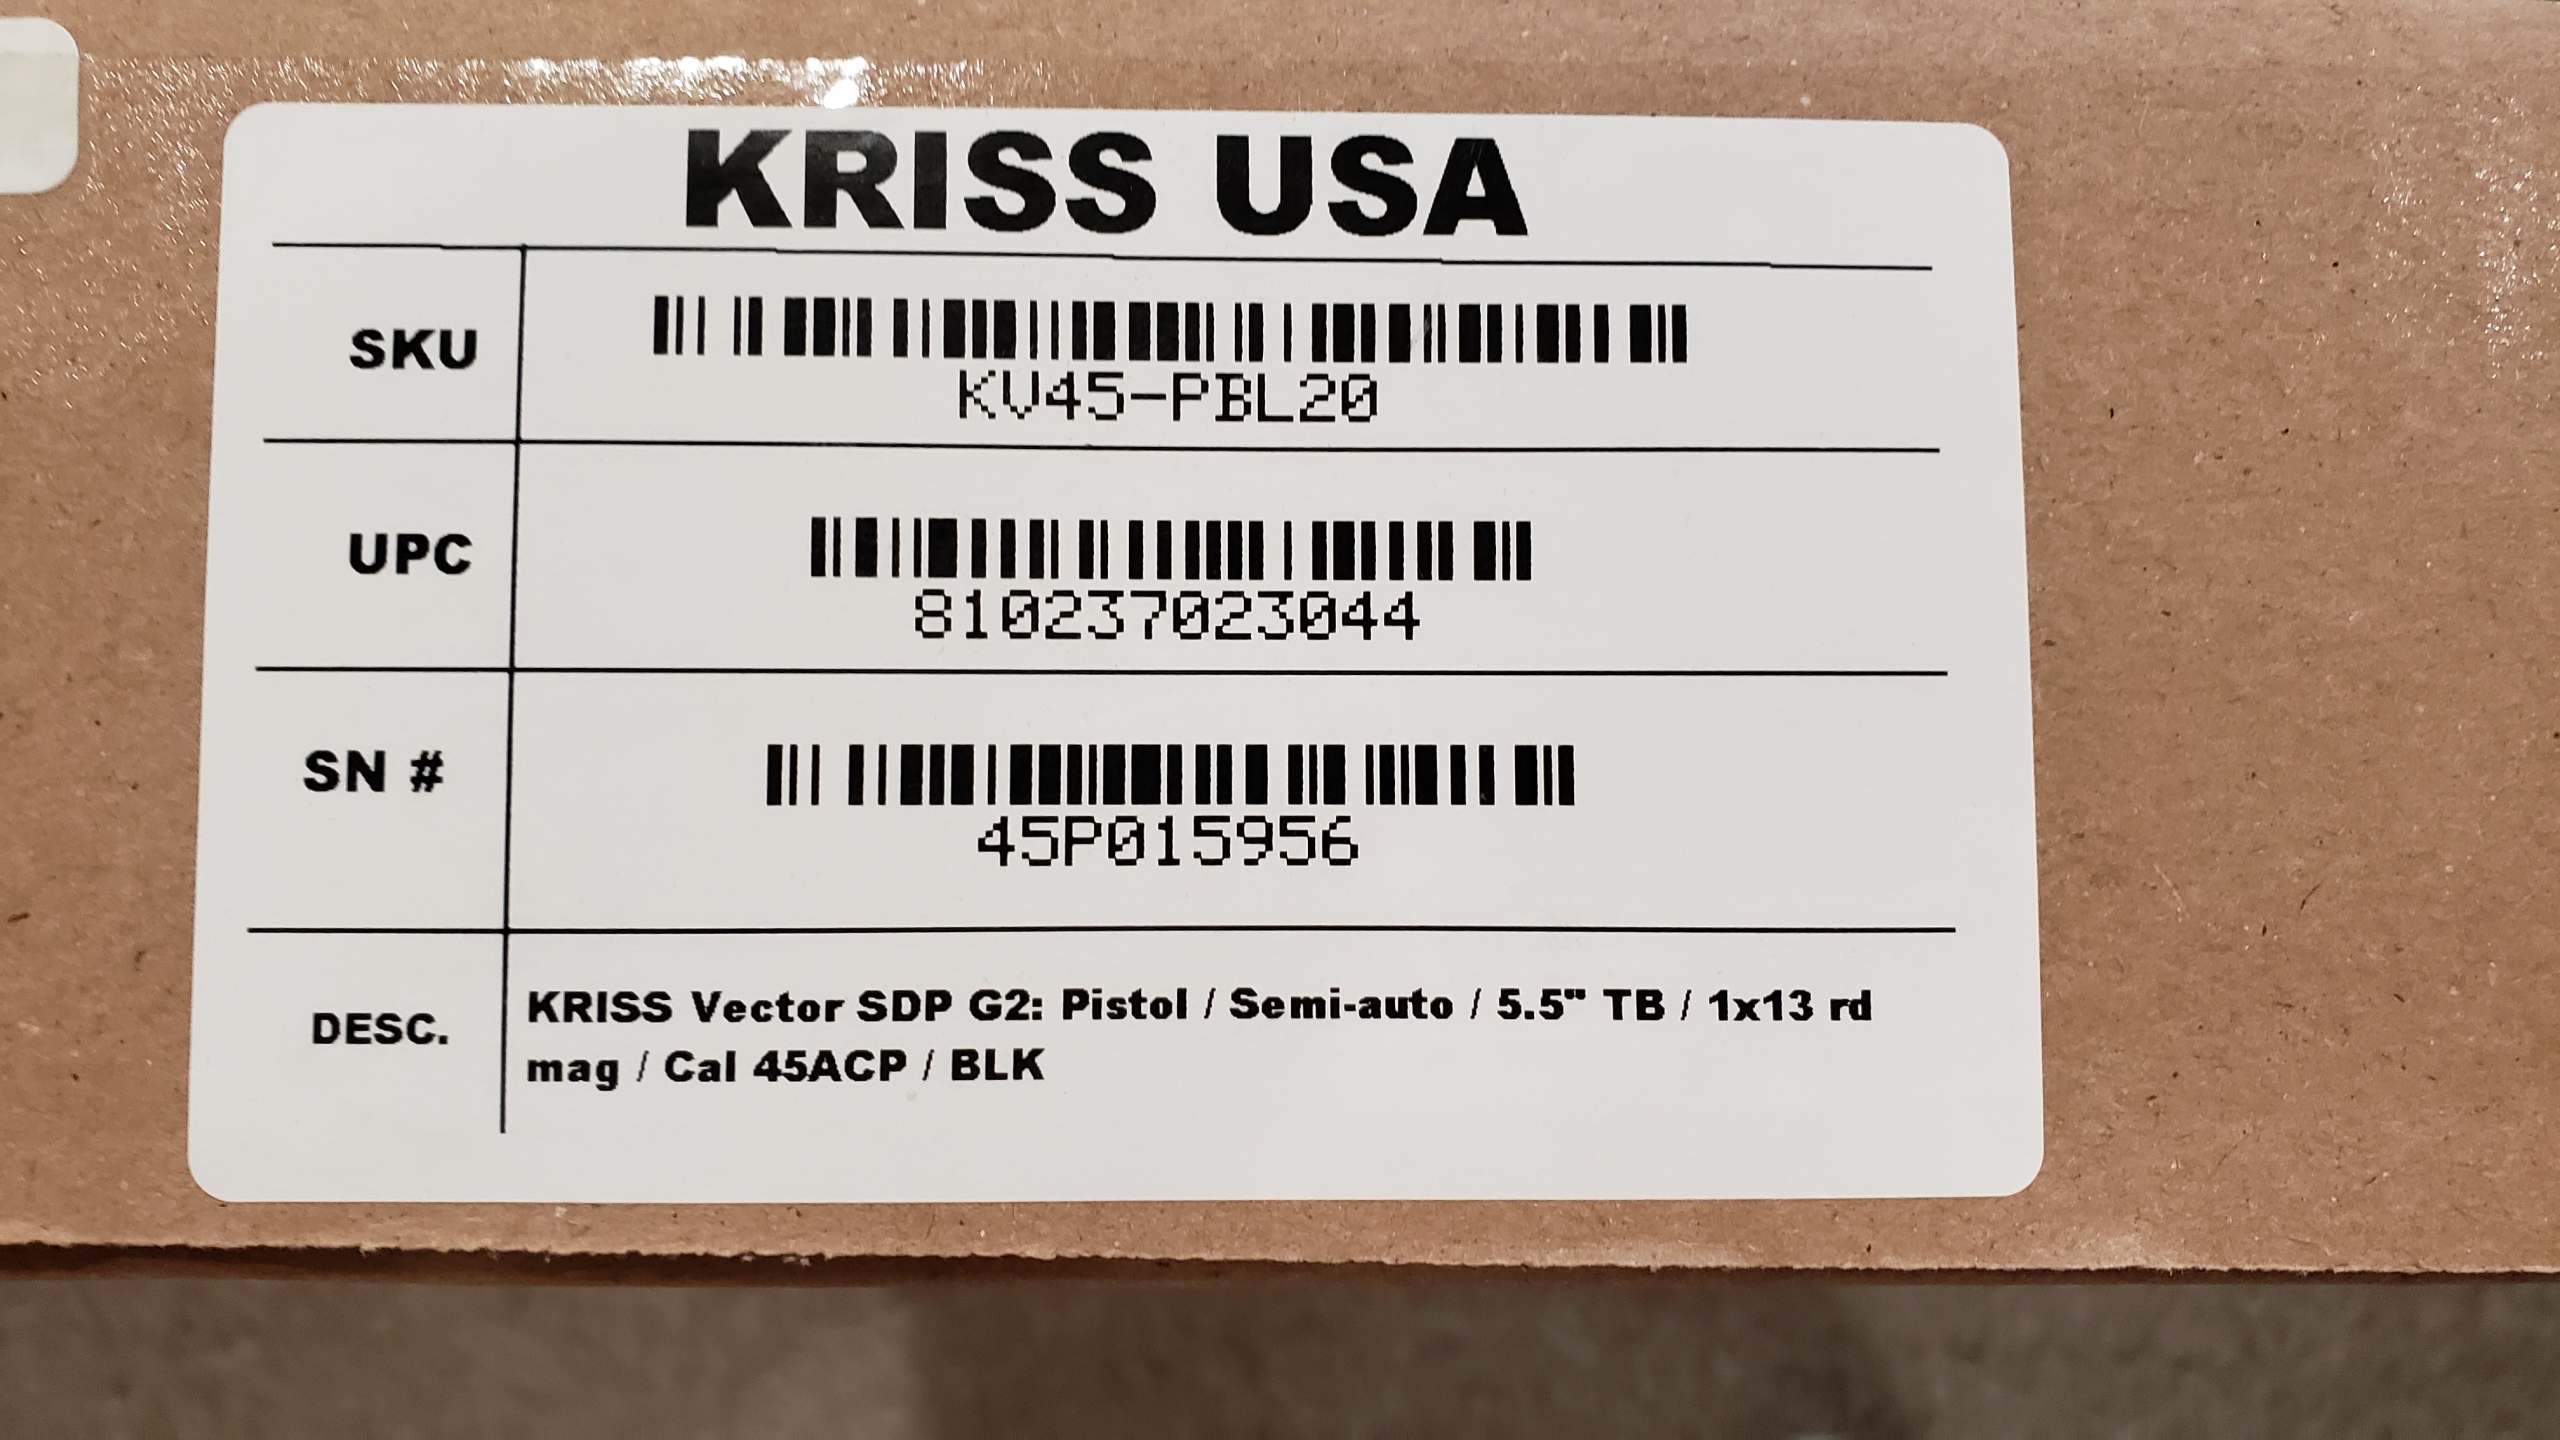 KRISS USA
SKU
KV45-PBL20
UPC
810237023044
SN #
45P015956
DESC.
KRISS Vector SDP G2: Pistol / Semi-auto / 5.5" TB / 1x13 rd
mag / Cal 45ACP / BLK